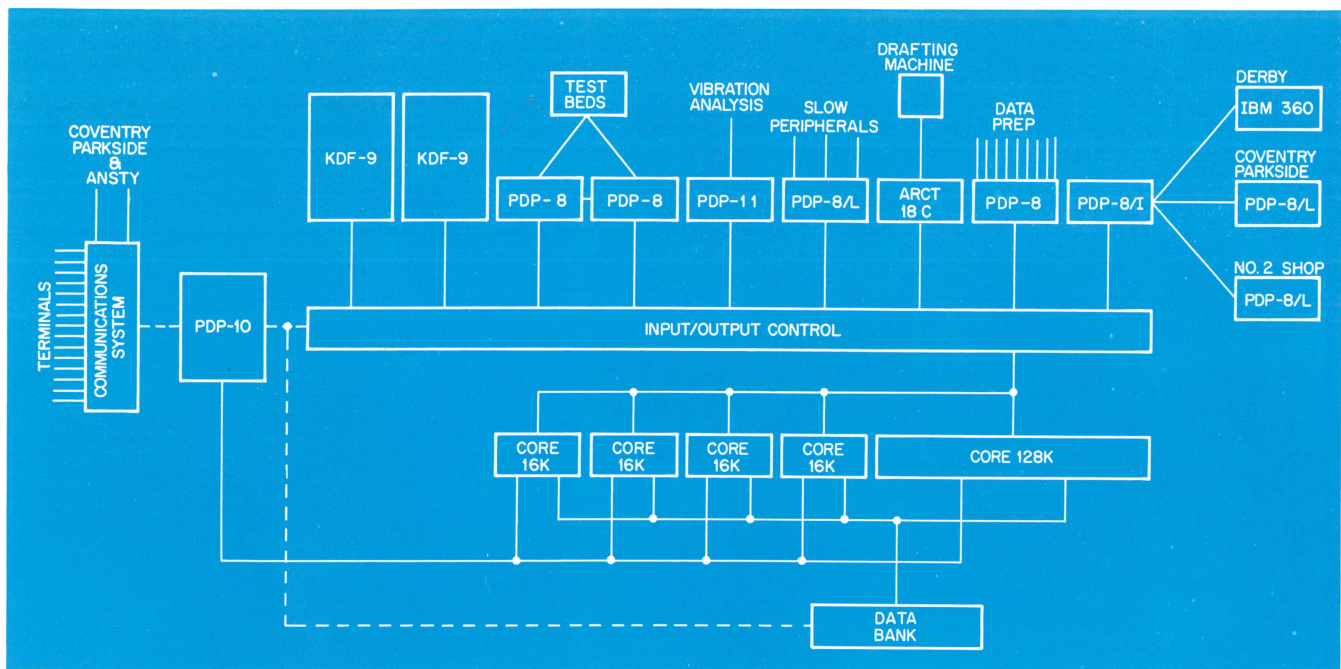 COVENTRY
PARKSIDE
&
ANSTY
TERMINALS
COMMUNICATIONS
SYSTEM
PDP-10
KDF-9
KDF-9
TEST
BEDS
PDP-8
PDP-8
VIBRATION
ANALYSIS
PDP-11
SLOW
PERIPHERALS
PDP-8/L
DRAFTING
MACHINE
ARCT
18 C
DATA
PREP
PDP-8
PDP-8/I
DERBY
IBM 360
COVENTRY
PARKSIDE
PDP-8/L
NO. 2 SHOP
PDP-8/L
INPUT/OUTPUT CONTROL
CORE
16K
CORE
16K
CORE
16K
CORE
16K
CORE 128K
DATA
BANK